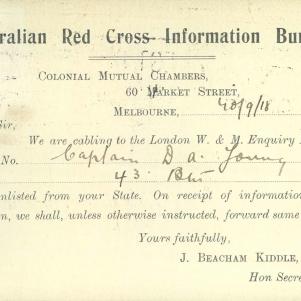 ralian Red Cross Information Bu
Colonial Mutual Chambers,
60 Market Street,
Melbourne, /9/18
Sir,
We are cabling to the London W. & M. Enquiry
No. Captain D A. Young
43. Btn
nlisted from your State. On receipt of information
n, we shall, unless otherwise instructed, forward same
Yours faithfully,
J. Beacham Kiddle,
Hon Secre